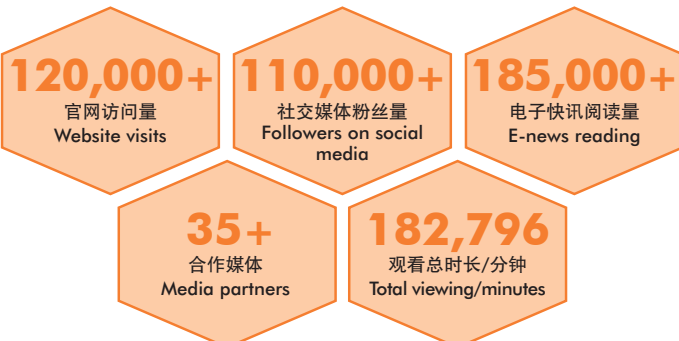 120,000+
官网访问量
Website visits
110,000+
社交媒体粉丝量
Followers on social
media
185,000+
电子快讯阅读量
E-news reading
35+
合作媒体
Media partners
182,796
观看总时长/分钟
Total viewing/minutes